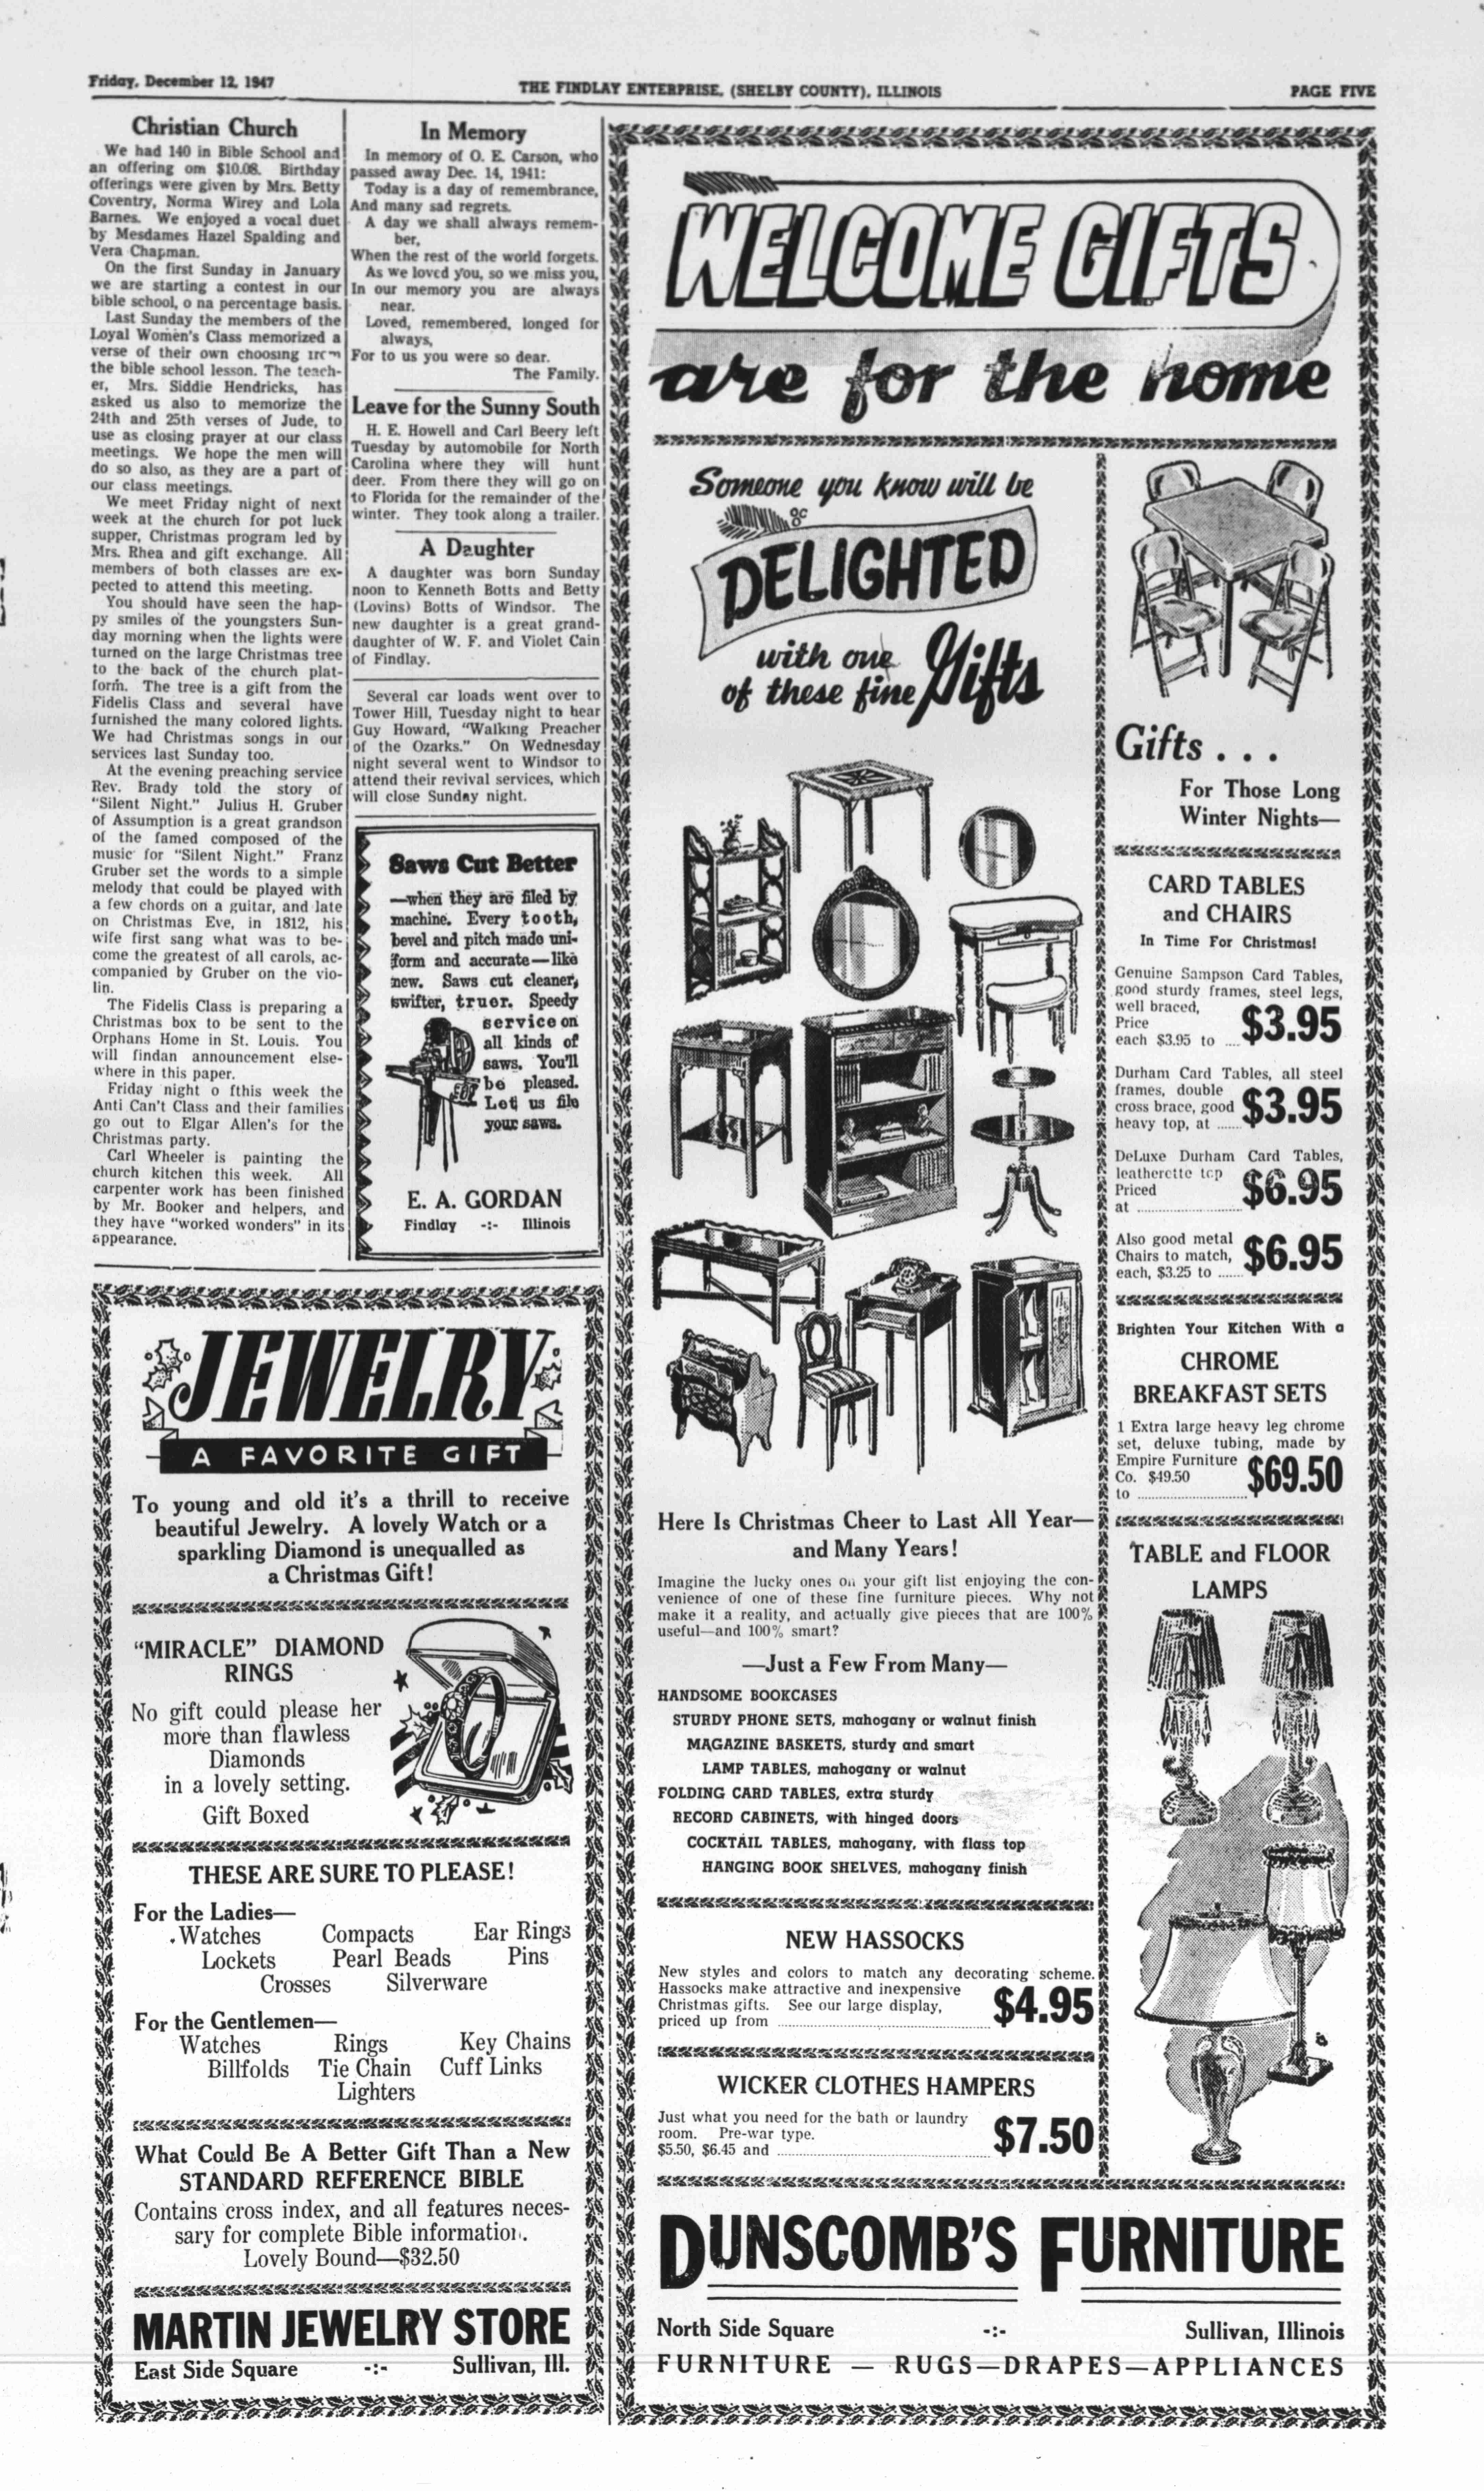 Friday, December 12, 1947
THE FINDLAY ENTERPRISE, (SHELBY COUNTY), ILLINOIS
PAGE FIVE
Christian Church
We had 140 in Bible School and
an offering om $10.08. Birthday
offerings were given by Mrs. Betty
Coventry, Norma Wirey and Lola
Barnes. We enjoyed a vocal duet
by Mesdames Hazel Spalding and
Vera Chapman.
On the first Sunday in January
we are starting a contest in our
bible school, o na percentage basis.
Last Sunday the members of the
Loyal Women's Class memorized a
verse of their own choosing from
the bible school lesson. The teach-
er, Mrs. Siddie Hendricks, has
asked us also to memorize the
24th and 25th verses of Jude, to
use as closing prayer at our class
meetings. We hope the men will
do so also, as they are a part of
our class meetings.
We meet Friday night of next
week at the church for pot luck
supper, Christmas program led by
Mrs. Rhea and gift exchange. All
members of both classes are ex-
pected to attend this meeting.
You should have seen the hap-
py smiles of the youngsters Sun-
day morning when the lights were
turned on the large Christmas tree
to the back of the church plat-
form. The tree is a gift from the
Fidelis Class and several have
furnished the many colored lights.
We had Christmas songs in our
services last Sunday too.
At the evening preaching service
Rev. Brady told the story of
"Silent Night." Julius H. Gruber
of Assumption is a great grandson
of the famed composed of the
music for "Silent Night." Franz
Gruber set the words to a simple
melody that could be played with
a few chords on a guitar, and late
on Christmas Eve, in 1812, his
wife first sang what was to be-
come the greatest of all carols, ac-
companied by Gruber on the vio-
lin.
The Fidelis Class is preparing a
Christmas box to be sent to the
Orphans Home in St. Louis. You
will findan announcement else-
where in this paper.
Friday night o fthis week the
Anti Can't Class and their families
go out to Elgar Allen's for the
Christmas party.
Carl Wheeler is painting the
church kitchen this week. All
carpenter work has been finished
by Mr. Booker and helpers, and
they have "worked wonders" in its
appearance.
In Memory
In memory of O. E. Carson, who
passed away Dec. 14, 1941:
Today is a day of remembrance,
And many sad regrets.
A day we shall always remem-
ber,
When the rest of the world forgets.
As we loved you, so we miss you,
In our memory you are always
near.
Loved, remembered, longed for
always,
For to us you were so dear.
The Family.
Leave for the Sunny South
H. E. Howell and Carl Beery left
Tuesday by automobile for North
Carolina where they will hunt
deer. From there they will go on
to Florida for the remainder of the
winter. They took along a trailer.
A Daughter
A daughter was born Sunday
noon to Kenneth Botts and Betty
(Lovins) Botts of Windsor. The
new daughter is a great grand-
daughter of W. F. and Violet Cain
of Findlay.
Several car loads went over to
Tower Hill, Tuesday night to hear
Guy Howard, "Walking Preacher
of the Ozarks." On Wednesday
night several went to Windsor to
attend their revival services, which
will close Sunday night.
Saws Cut Better
—when they are filed by
machine. Every tooth,
bevel and pitch made uni-
form and accurate—like
new. Saws cut cleaner,
swifter, truer. Speedy
service on
all kinds of
saws. You'll
be pleased.
Let us file
your saws.
E. A. GORDAN
Findlay -:- Illinois
JEWELRY
A FAVORITE GIFT
To young and old it's a thrill to receive
beautiful Jewelry. A lovely Watch or a
sparkling Diamond is unequalled as
a Christmas Gift!
"MIRACLE" DIAMOND
RINGS
No gift could please her
more than flawless
Diamonds
in a lovely setting.
Gift Boxed
THESE ARE SURE TO PLEASE!
For the Ladies—
Watches Compacts Ear Rings
Lockets Pearl Beads Pins
Crosses Silverware
For the Gentlemen—
Watches Rings Key Chains
Billfolds Tie Chain Cuff Links
Lighters
What Could Be A Better Gift Than a New
STANDARD REFERENCE BIBLE
Contains cross index, and all features neces-
sary for complete Bible information.
Lovely Bound—$32.50
MARTIN JEWELRY STORE
East Side Square -:- Sullivan, Ill.
WELCOME GIFTS
are for the home
Someone you know will be
DELIGHTED
with one
of these fine Gifts
Here Is Christmas Cheer to Last All Year—
and Many Years!
Imagine the lucky ones on your gift list enjoying the con-
venience of one of these fine furniture pieces. Why not
make it a reality, and actually give pieces that are 100%
useful—and 100% smart?
—Just a Few From Many—
HANDSOME BOOKCASES
STURDY PHONE SETS, mahogany or walnut finish
MAGAZINE BASKETS, sturdy and smart
LAMP TABLES, mahogany or walnut
FOLDING CARD TABLES, extra sturdy
RECORD CABINETS, with hinged doors
COCKTAIL TABLES, mahogany, with flass top
HANGING BOOK SHELVES, mahogany finish
NEW HASSOCKS
New styles and colors to match any decorating scheme.
Hassocks make attractive and inexpensive
Christmas gifts. See our large display,
priced up from ........ $4.95
WICKER CLOTHES HAMPERS
Just what you need for the bath or laundry
room. Pre-war type.
$5.50, $6.45 and ........ $7.50
Gifts . . .
For Those Long
Winter Nights—
CARD TABLES
and CHAIRS
In Time For Christmas!
Genuine Sampson Card Tables,
good sturdy frames, steel legs,
well braced,
Price
each $3.95 to .... $3.95
Durham Card Tables, all steel
frames, double
cross brace, good
heavy top, at ...... $3.95
DeLuxe Durham Card Tables,
leatherette top
Priced
at ........ $6.95
Also good metal
Chairs to match,
each, $3.25 to ...... $6.95
Brighten Your Kitchen With a
CHROME
BREAKFAST SETS
1 Extra large heavy leg chrome
set, deluxe tubing, made by
Empire Furniture
Co. $49.50
to ........ $69.50
TABLE and FLOOR
LAMPS
DUNSCOMB'S FURNITURE
North Side Square -:- Sullivan, Illinois
FURNITURE — RUGS—DRAPES—APPLIANCES